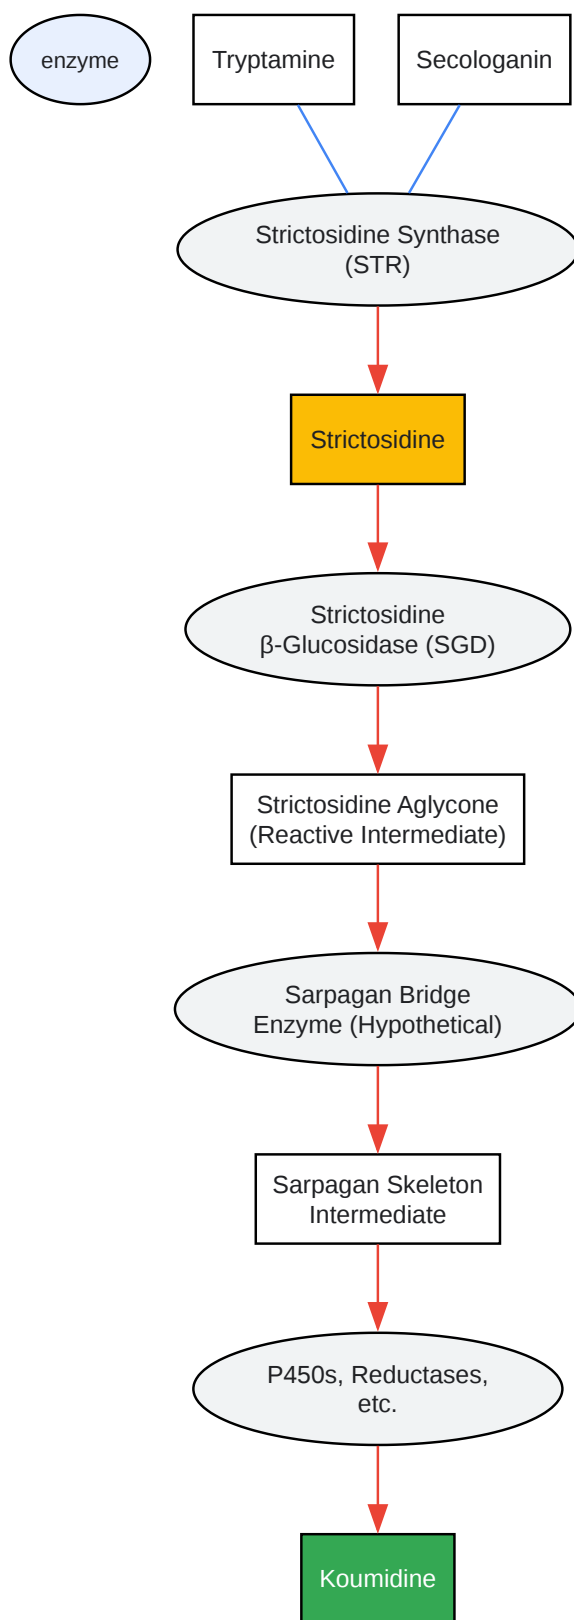 enzyme
Tryptamine
Secologanin
Strictosidine Synthase
(STR)
Strictosidine
Strictosidine
β-Glucosidase (SGD)
Strictosidine Aglycone
(Reactive Intermediate)
Sarpagan Bridge
Enzyme (Hypothetical)
Sarpagan Skeleton
Intermediate
P450s, Reductases,
etc.
Koumidine